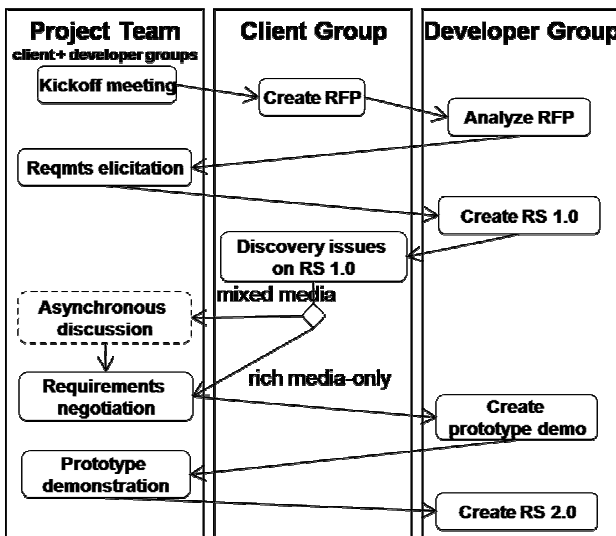 Project Team
client+ developer groups
Client Group
Developer Group
Kickoff meeting
Create RFP
Analyze RFP
Reqmts elicitation
Create RS 1.0
Discovery issues
on RS 1.0
mixed media
Asynchronous
discussion
rich media-only
Requirements
negotiation
Create
prototype demo
Prototype
demonstration
Create RS 2.0